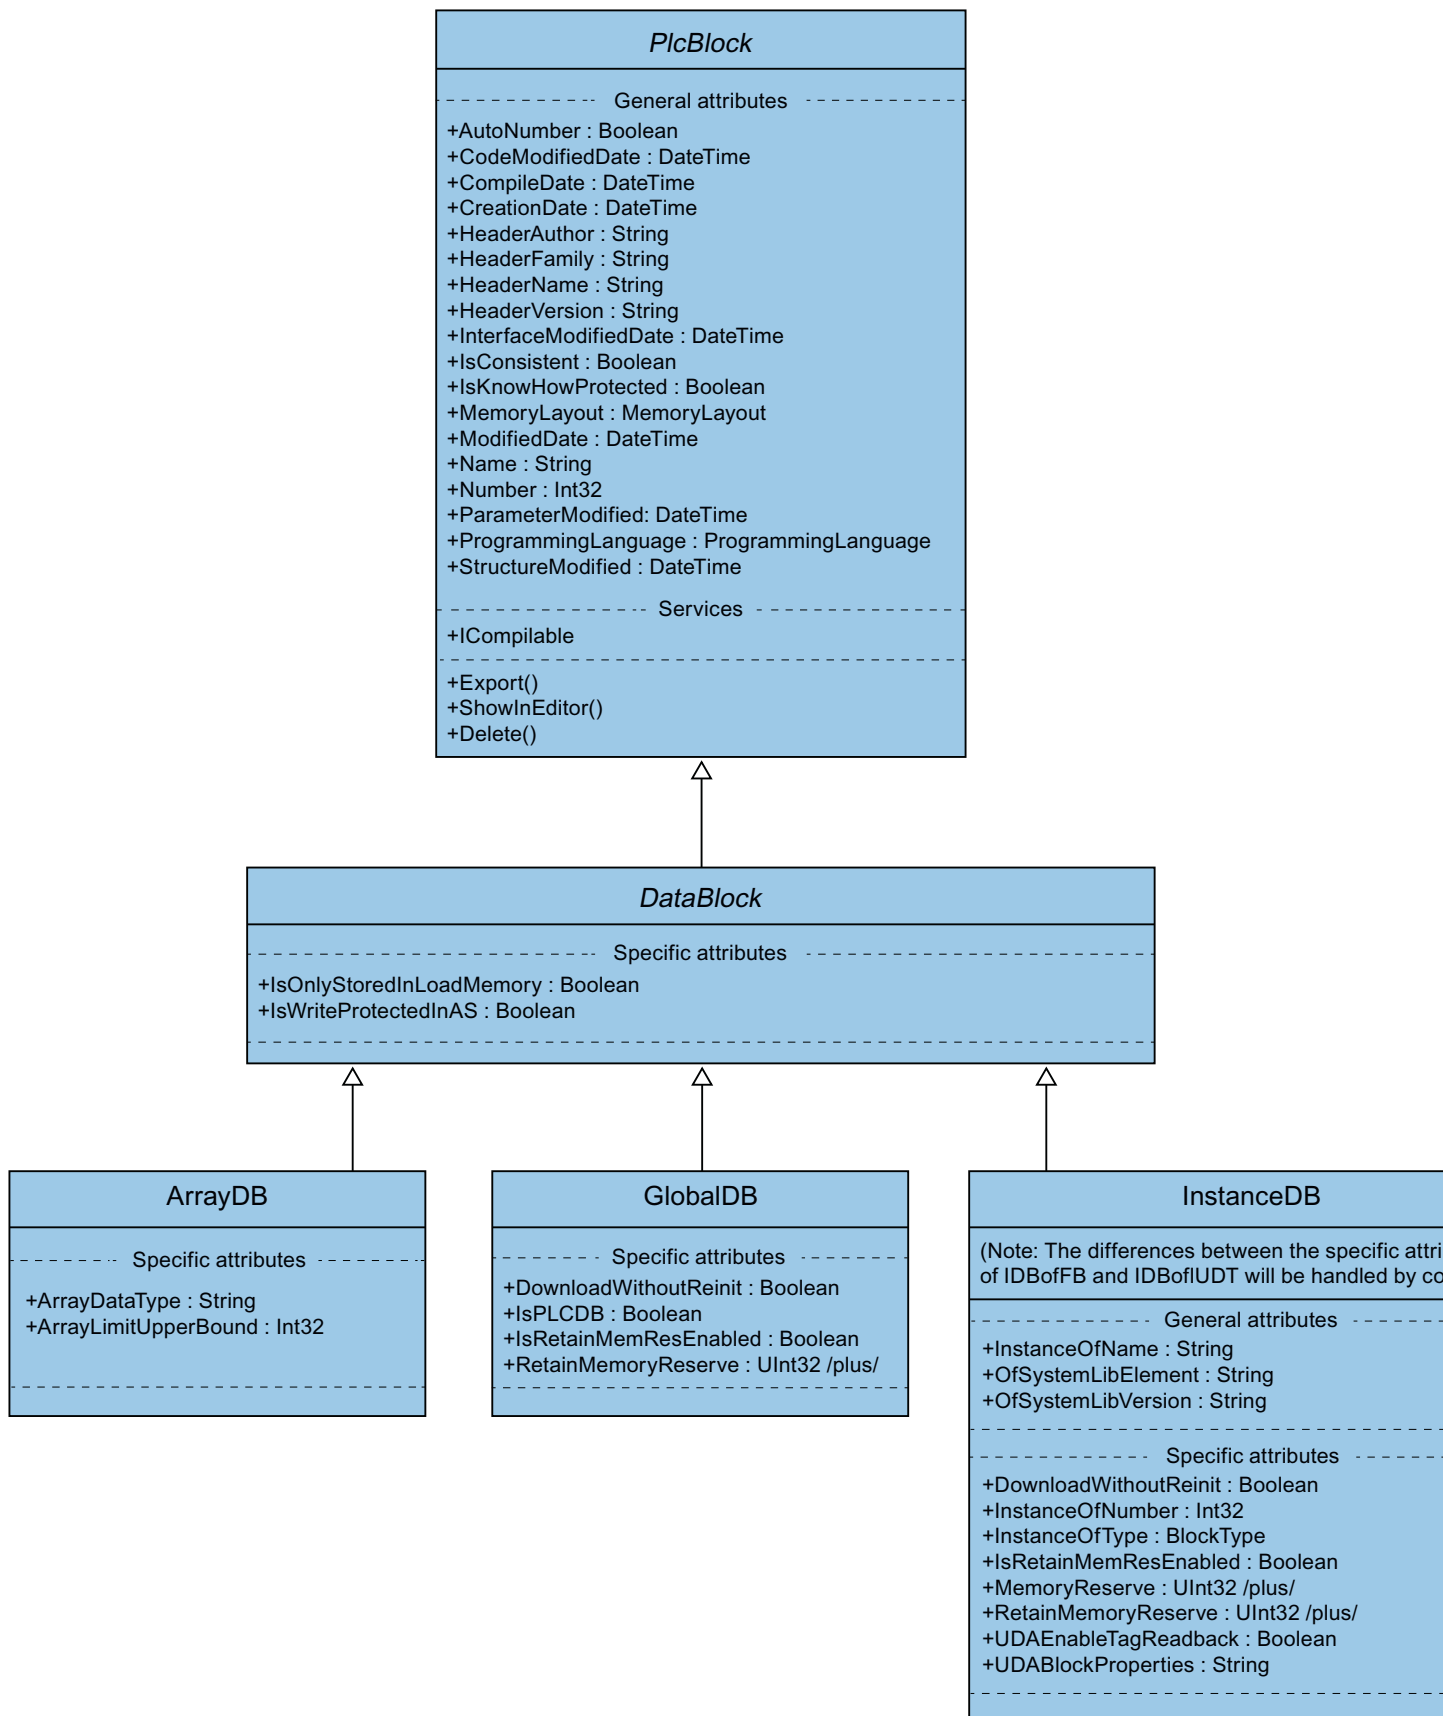 PlcBlock
General attributes
+AutoNumber : Boolean
+CodeModifiedDate : DateTime
+CompileDate : DateTime
+CreationDate : DateTime
+HeaderAuthor : String
+HeaderFamily : String
+HeaderName : String
+HeaderVersion : String
+InterfaceModifiedDate : DateTime
+IsConsistent : Boolean
+IsKnowHowProtected : Boolean
+MemoryLayout : MemoryLayout
+ModifiedDate : DateTime
+Name : String
+Number : Int32
+ParameterModified: DateTime
+ProgrammingLanguage : ProgrammingLanguage
+StructureModified : DateTime
Services
+ICompilable
+Export()
+ShowInEditor()
+Delete()
DataBlock
Specific attributes
+IsOnlyStoredInLoadMemory : Boolean
+IsWriteProtectedInAS : Boolean
ArrayDB
Specific attributes
+ArrayDataType : String
+ArrayLimitUpperBound : Int32
GlobalDB
Specific attributes
+DownloadWithoutReinit : Boolean
+IsPLCDB : Boolean
+IsRetainMemResEnabled : Boolean
+RetainMemoryReserve : UInt32 /plus/
InstanceDB
(Note: The differences between the specific
of IDBofFB and IDBofIUDT will be handled by
General attributes
+InstanceOfName : String
+OfSystemLibElement : String
+OfSystemLibVersion : String
Specific attributes
+DownloadWithoutReinit : Boolean
+InstanceOfNumber : Int32
+InstanceOfType : BlockType
+IsRetainMemResEnabled : Boolean
+MemoryReserve : UInt32 /plus/
+RetainMemoryReserve : UInt32 /plus/
+UDAEnableTagReadback : Boolean
+UDABlockProperties : String